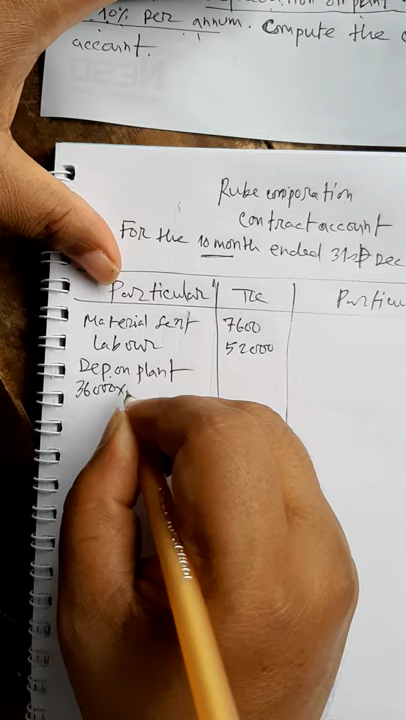 10% per annum. Compute the
account.
Rube corporation
contract account
For the 10 month ended 31st Dec
Particular TK Particu
Material sent 7600
labour 52000
Dep. on plant
36000×